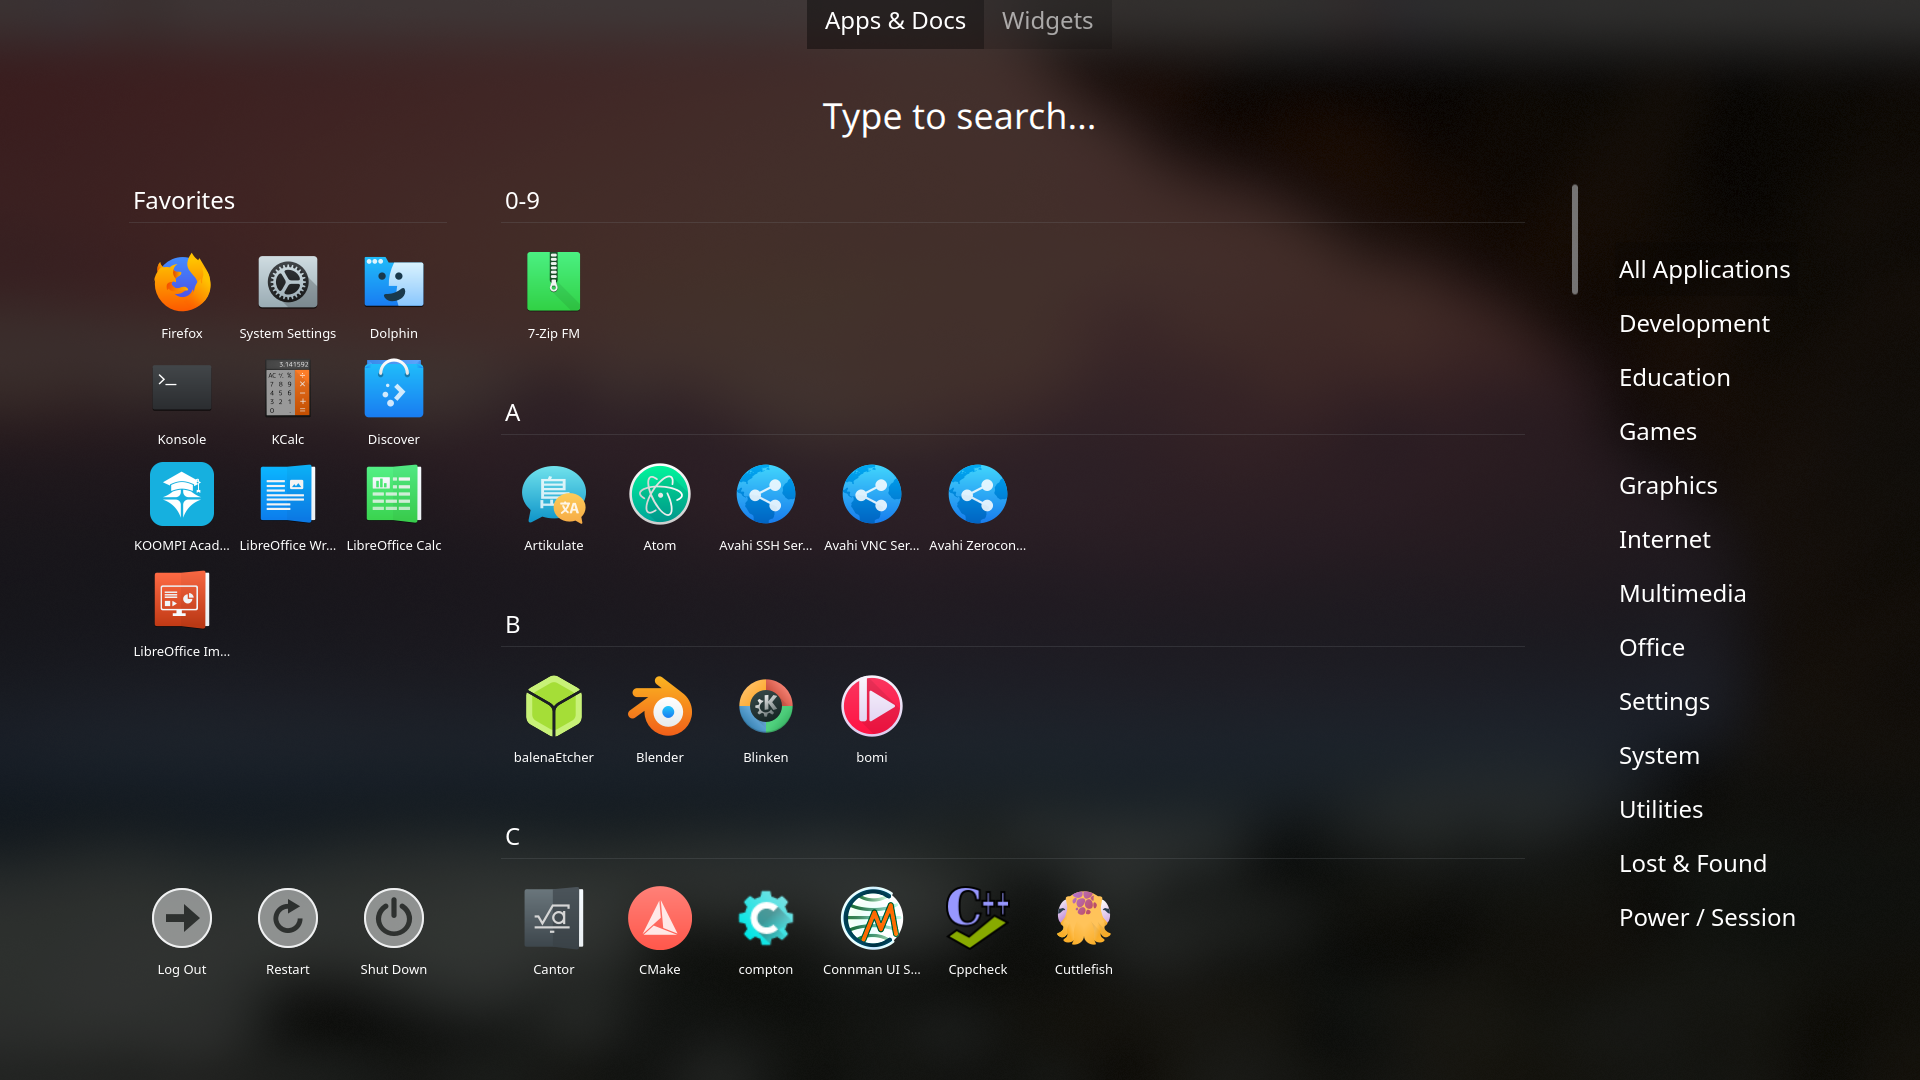 Apps & Docs
Widgets
Type to search...
Favorites
Firefox
System Settings
Dolphin
Konsole
KCalc
Discover
KOOMPI Acad...
LibreOffice Wr...
LibreOffice Calc
LibreOffice Im...
Log Out
Restart
Shut Down
0-9
7-Zip FM
A
Artikulate
Atom
Avahi SSH Ser...
Avahi VNC Ser...
Avahi Zerocon...
B
balenaEtcher
Blender
Blinken
bomi
C
Cantor
CMake
compton
Connman UI S...
Cppcheck
Cuttlefish
All Applications
Development
Education
Games
Graphics
Internet
Multimedia
Office
Settings
System
Utilities
Lost & Found
Power / Session